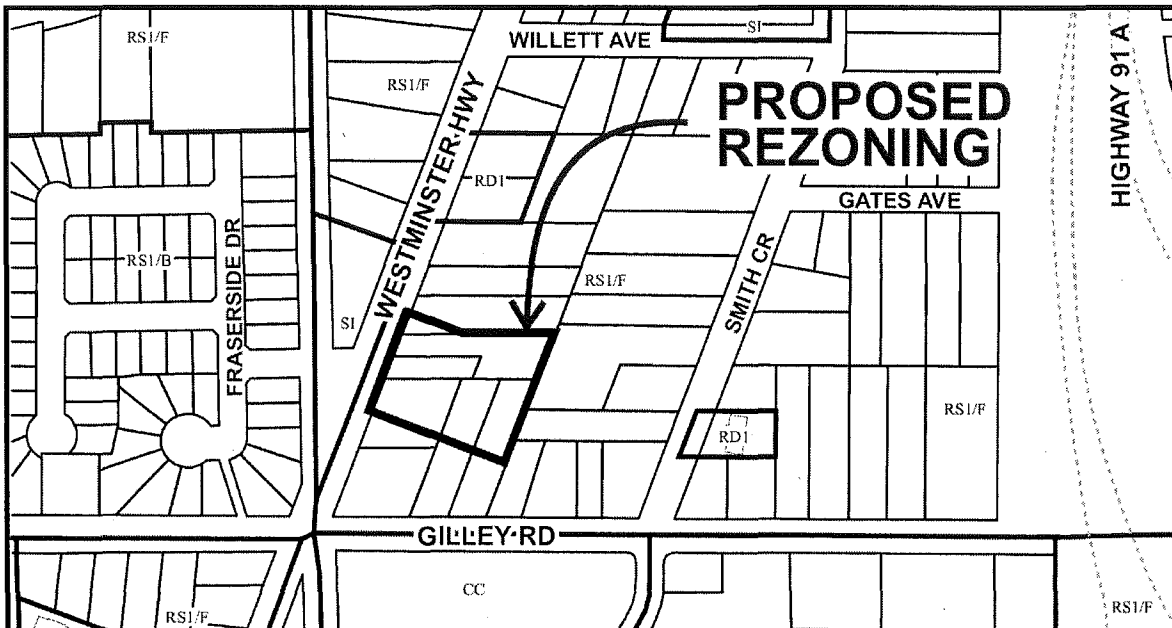 RS1/F
WILLETT AVE
SI
HIGHWAY 91 A
RS1/F
WESTMINSTER HWY
PROPOSED
REZONING
RD1
GATES AVE
FRASERSIDE DR
RS1/B
RS1/F
SMITH CR
SI
RS1/F
RD1
GILLEY RD
CC
RS1/F
RS1/F